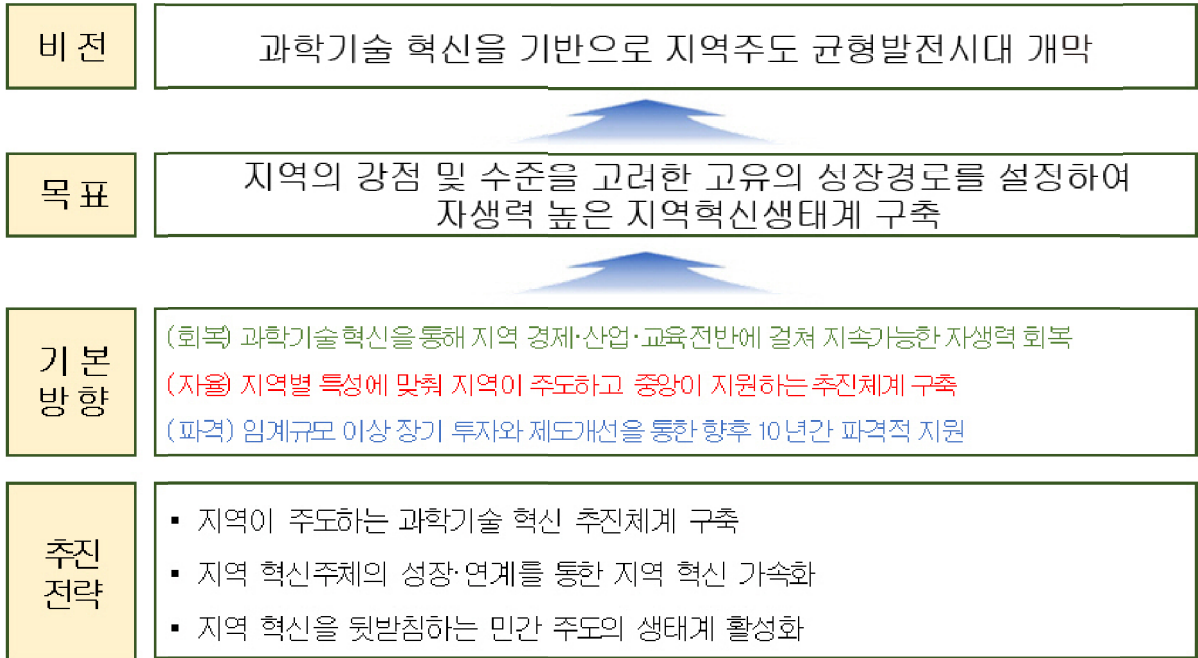 비 전
과학기술 혁신을 기반으로 지역주도 균형발전시대 개막
목 표
지역의 강점 및 수준을 고려한 고유의 성장경로를 설정하여
자생력 높은 지역혁신생태계 구축
기 본
방 향
(회복) 과학기술 혁신을 통해 지역 경제·산업·교육 전반에 걸쳐 지속가능한 자생력 회복
(자율) 지역별 특성에 맞춰 지역이 주도하고 중앙이 지원하는 추진체계 구축
(파격) 임계규모 이상 장기 투자와 제도개선을 통한 향후 10년간 파격적 지원
추진
전략
▪ 지역이 주도하는 과학기술 혁신 추진체계 구축
▪ 지역 혁신주체의 성장·연계를 통한 지역 혁신 가속화
▪ 지역 혁신을 뒷받침하는 민간 주도의 생태계 활성화